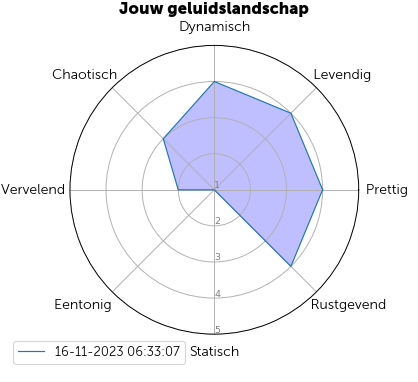 Jouw geluidslandschap
Dynamisch
Chaotisch
Levendig
Vervelend
1
Prettig
2
3
4
Eentonig
Rustgevend
5
16-11-2023 06:33:07
Statisch